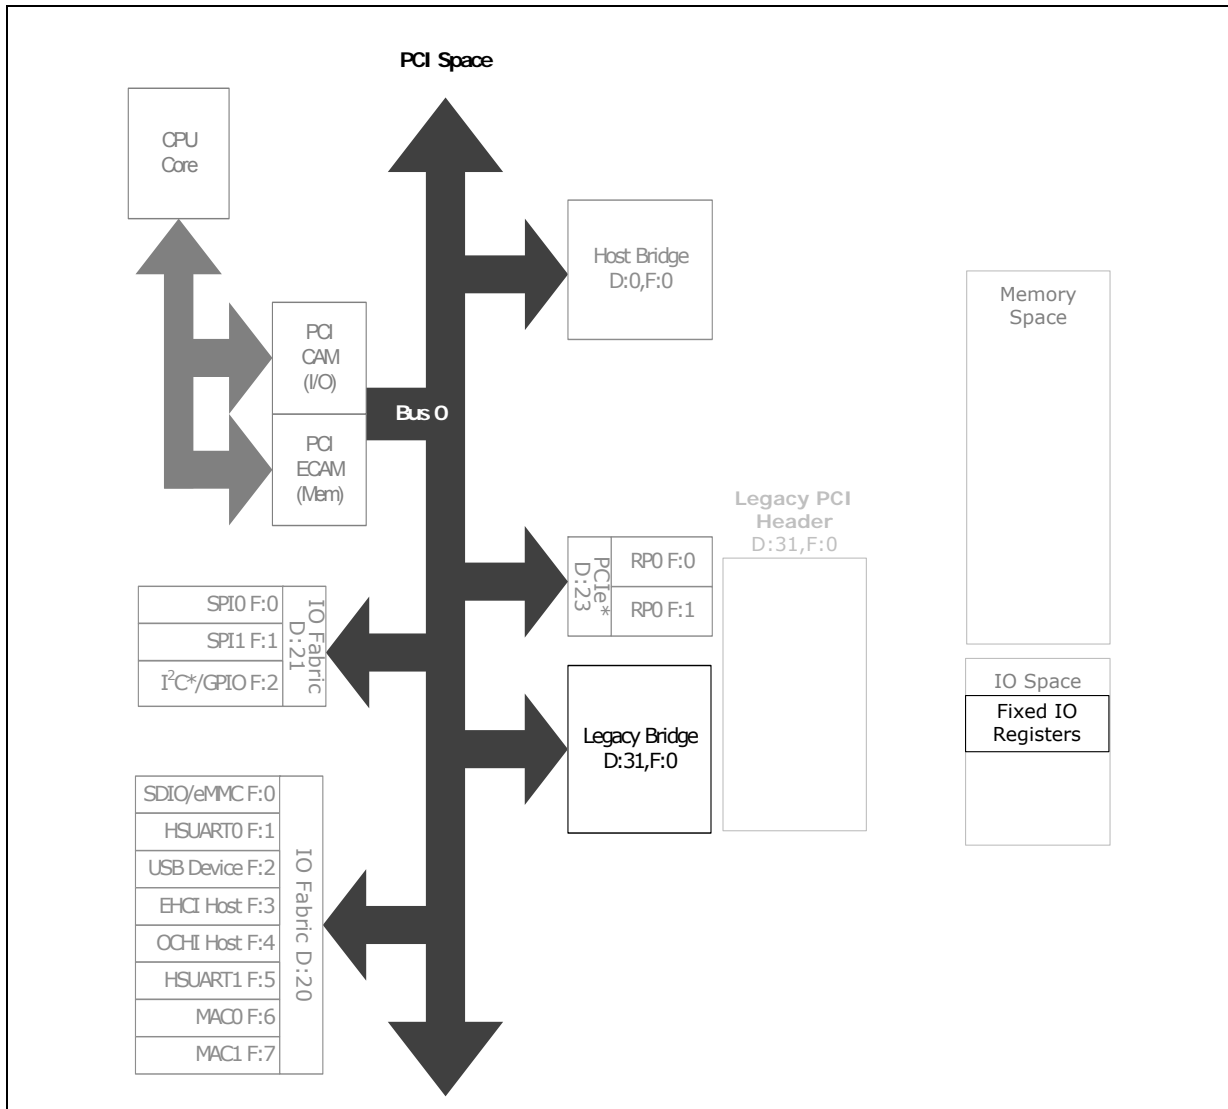 PCI Space
CPU
Core
Host Bridge
D:0,F:0
Memory
Space
PCI
CAM
(I/O)
Bus 0
PCI
ECAM
(Mem)
Legacy PCI
Header
D:31,F:0
PCIe*
D:23
RP0 F:0
RP0 F:1
SPI0 F:0
SPI1 F:1
I²C*/GPIO F:2
IO Fabric
D:21
Legacy Bridge
D:31,F:0
IO Space
Fixed IO
Registers
SDIO/eMMC F:0
HSUART0 F:1
USB Device F:2
EHCI Host F:3
OCHI Host F:4
HSUART1 F:5
MAC0 F:6
MAC1 F:7
IO Fabric D:20